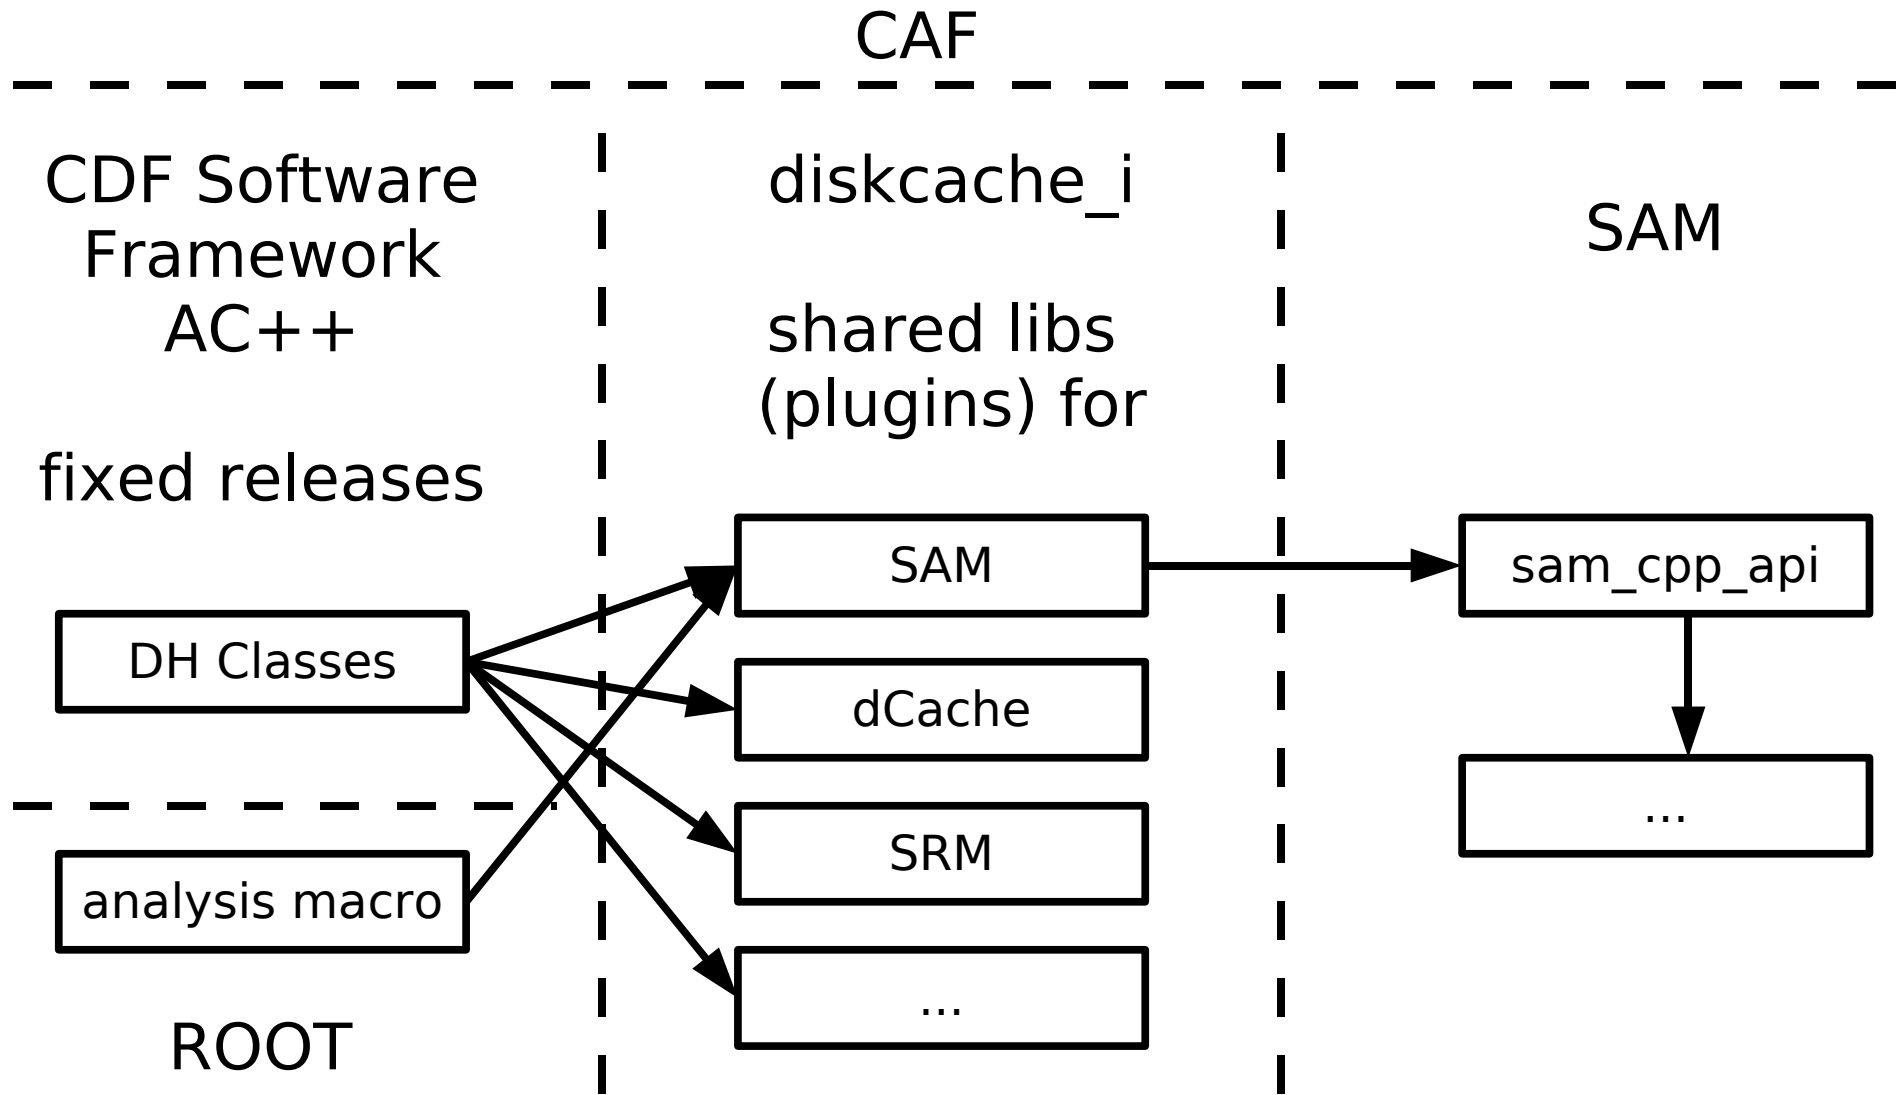 CAF
CDF Software
Framework
AC++
fixed releases
DH Classes
analysis macro
ROOT
diskcache_i
shared libs
(plugins) for
SAM
dCache
SRM
...
SAM
sam_cpp_api
...